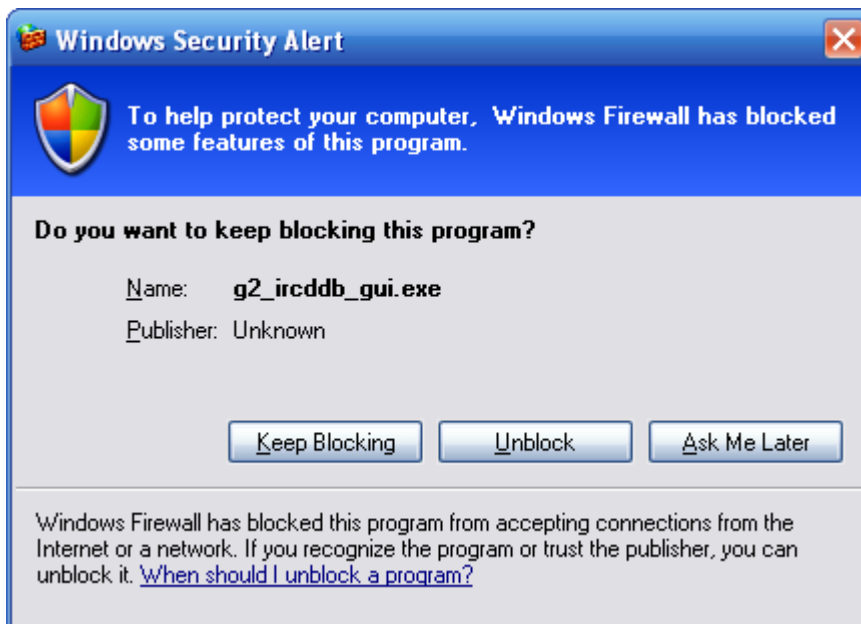 Windows Security Alert
To help protect your computer, Windows Firewall has blocked
some features of this program.
Do you want to keep blocking this program?
Name: g2_ircddb_gui.exe
Publisher: Unknown
Keep Blocking Unblock Ask Me Later
Windows Firewall has blocked this program from accepting connections from the
Internet or a network. If you recognize the program or trust the publisher, you can
unblock it. When should I unblock a program?